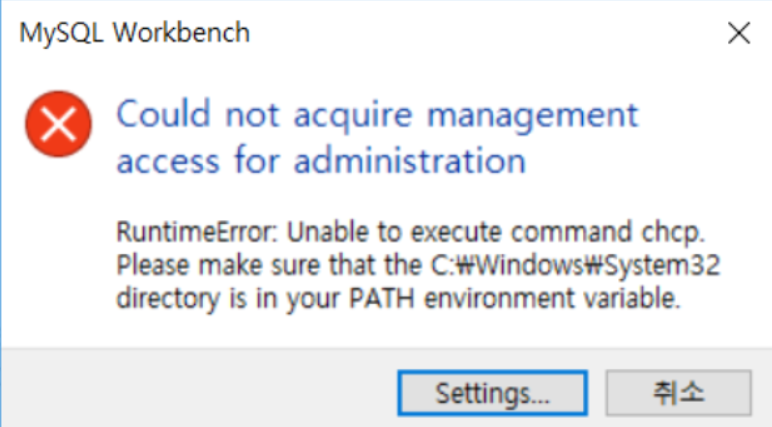 MySQL Workbench
Could not acquire management
access for administration
RuntimeError: Unable to execute command chcp.
Please make sure that the C:₩Windows₩System32
directory is in your PATH environment variable.
Settings...
취소